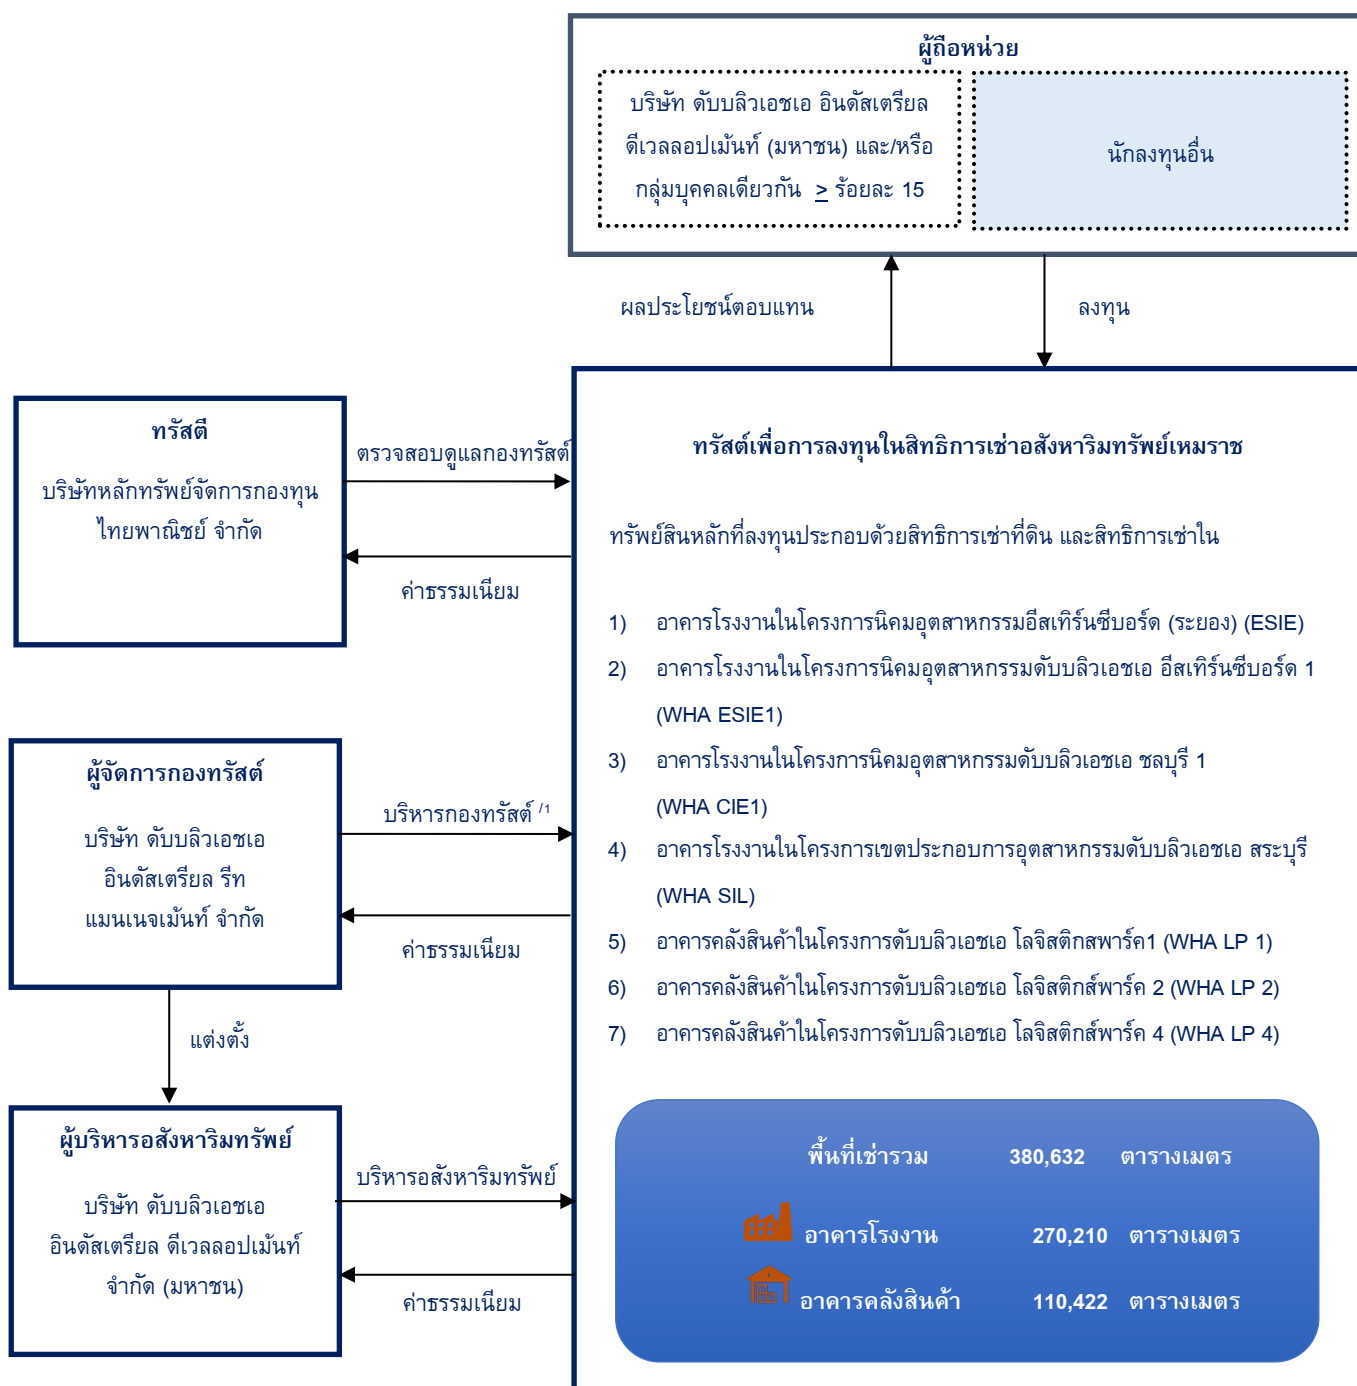 ผู้ถือหน่วย
บริษัท ดับบลิวเอชเอ อินดัสเตรียล
ดีเวลลอปเม้นท์ (มหาชน) และ/หรือ
กลุ่มบุคคลเดียวกัน ≥ ร้อยละ 15
นักลงทุนอื่น
ผลประโยชน์ตอบแทน
ลงทุน
ทรัสตี
บริษัทหลักทรัพย์จัดการกองทุน
ไทยพาณิชย์ จำกัด
ตรวจสอบดูแลกองทรัสต์
ค่าธรรมเนียม
ผู้จัดการกองทรัสต์
บริษัท ดับบลิวเอชเอ
อินดัสเตรียล รีท
แมนเนจเม้นท์ จำกัด
บริหารกองทรัสต์ /1
ค่าธรรมเนียม
แต่งตั้ง
ผู้บริหารอสังหาริมทรัพย์
บริษัท ดับบลิวเอชเอ
อินดัสเตรียล ดีเวลลอปเม้นท์
จำกัด (มหาชน)
บริหารอสังหาริมทรัพย์
ค่าธรรมเนียม
ทรัสต์เพื่อการลงทุนในสิทธิการเช่าอสังหาริมทรัพย์เหมราช
ทรัพย์สินหลักที่ลงทุนประกอบด้วยสิทธิการเช่าที่ดิน และสิทธิการเช่าใน
1) อาคารโรงงานในโครงการนิคมอุตสาหกรรมอีสเทิร์นซีบอร์ด (ระยอง) (ESIE)
2) อาคารโรงงานในโครงการนิคมอุตสาหกรรมดับบลิวเอชเอ อีสเทิร์นซีบอร์ด 1
(WHA ESIE1)
3) อาคารโรงงานในโครงการนิคมอุตสาหกรรมดับบลิวเอชเอ ชลบุรี 1
(WHA CIE1)
4) อาคารโรงงานในโครงการเขตประกอบการอุตสาหกรรมดับบลิวเอชเอ สระบุรี
(WHA SIL)
5) อาคารคลังสินค้าในโครงการดับบลิวเอชเอ โลจิสติกสพาร์ค1 (WHA LP 1)
6) อาคารคลังสินค้าในโครงการดับบลิวเอชเอ โลจิสติกส์พาร์ค 2 (WHA LP 2)
7) อาคารคลังสินค้าในโครงการดับบลิวเอชเอ โลจิสติกส์พาร์ค 4 (WHA LP 4)
พื้นที่เช่ารวม 380,632 ตารางเมตร
อาคารโรงงาน 270,210 ตารางเมตร
อาคารคลังสินค้า 110,422 ตารางเมตร